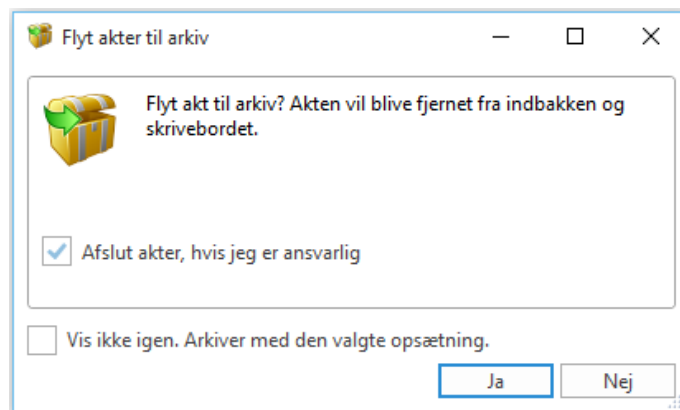 Flyt akter til arkiv
Flyt akt til arkiv? Akten vil blive fjernet fra indbakken og
skrivebordet.
Afslut akter, hvis jeg er ansvarlig
Vis ikke igen. Arkiver med den valgte opsætning.
Ja
Nej